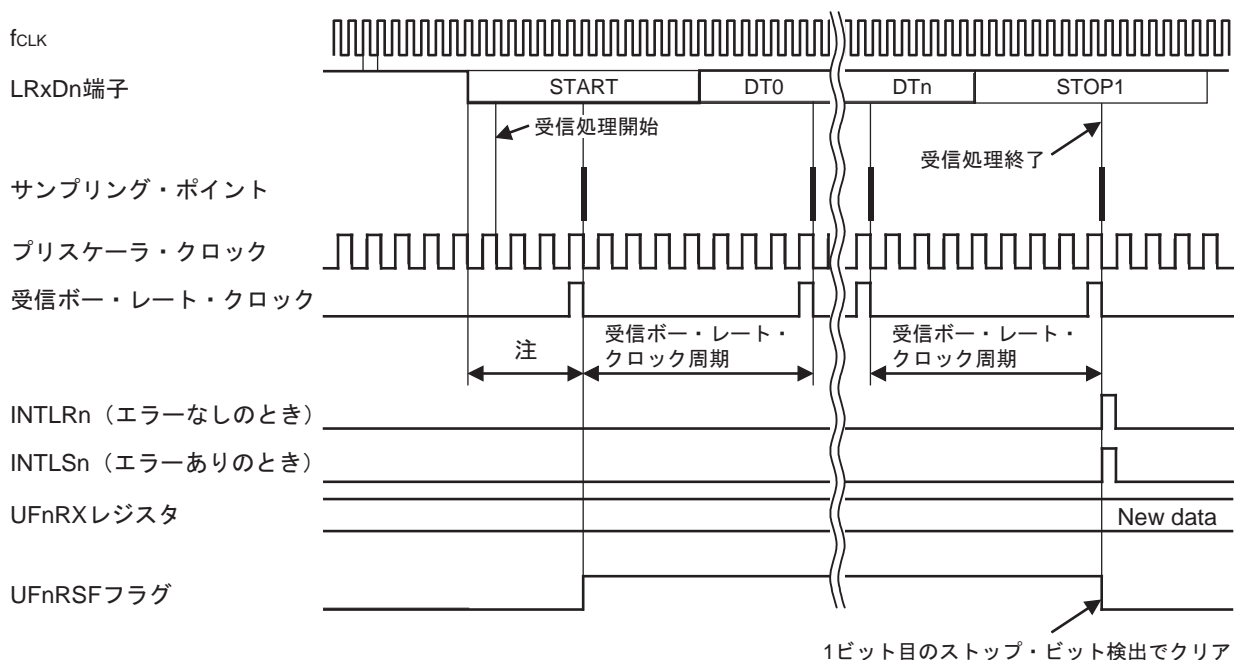 fCLK
LRxDn端子
START
DT0
DTn
STOP1
受信処理開始
受信処理終了
サンプリング・ポイント
プリスケーラ・クロック
受信ボー・レート・クロック
注
受信ボー・レート・
クロック周期
受信ボー・レート・
クロック周期
INTLRn（エラーなしのとき）
INTLSn（エラーありのとき）
UFnRXレジスタ
New data
UFnRSFフラグ
1ビット目のストップ・ビット検出でクリア